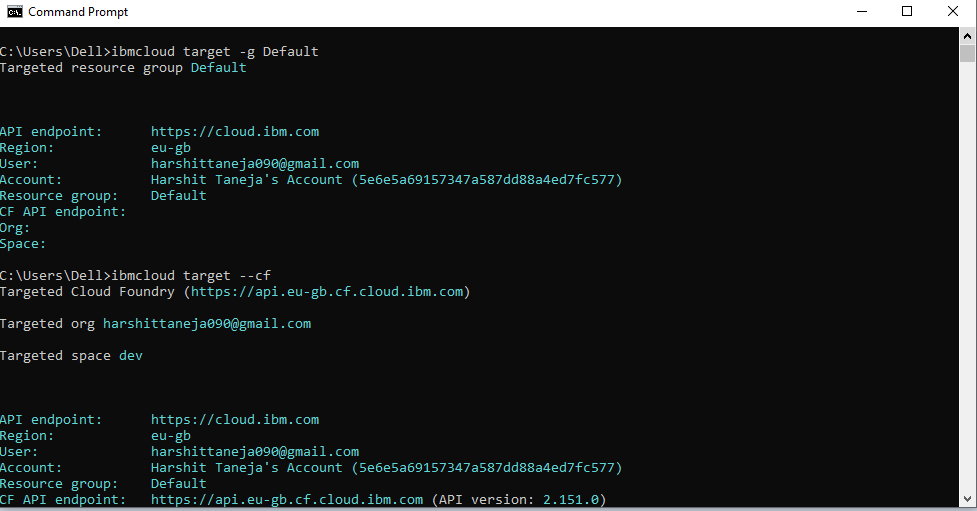 Command Prompt
C:\Users\Dell>ibmcloud target -g Default
Targeted resource group Default
API endpoint:      https://cloud.ibm.com
Region:            eu-gb
User:              harshittaneja090@gmail.com
Account:           Harshit Taneja's Account (5e6e5a69157347a587dd88a4ed7fc577)
Resource group:    Default
CF API endpoint:
Org:
Space:
C:\Users\Dell>ibmcloud target --cf
Targeted Cloud Foundry (https://api.eu-gb.cf.cloud.ibm.com)
Targeted org harshittaneja090@gmail.com
Targeted space dev
API endpoint:      https://cloud.ibm.com
Region:            eu-gb
User:              harshittaneja090@gmail.com
Account:           Harshit Taneja's Account (5e6e5a69157347a587dd88a4ed7fc577)
Resource group:    Default
CF API endpoint:   https://api.eu-gb.cf.cloud.ibm.com (API version: 2.151.0)